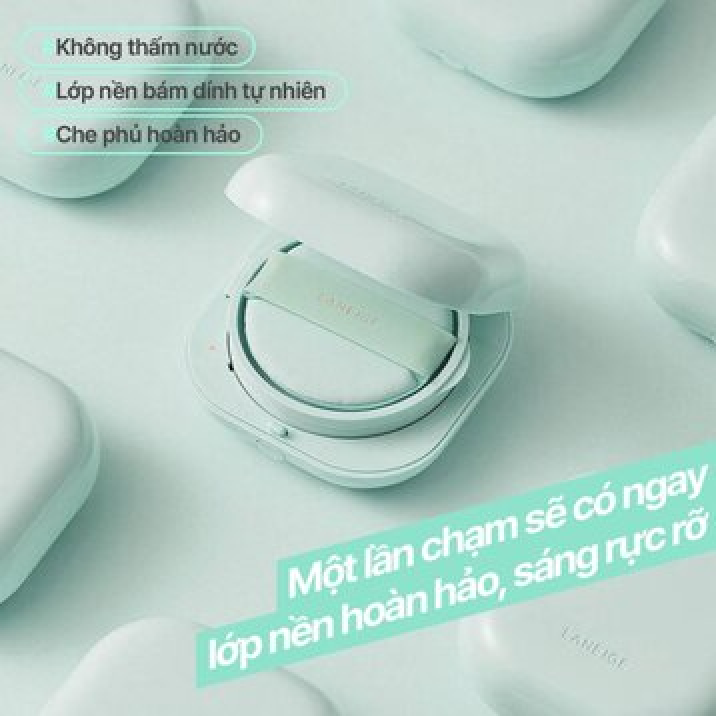 Không thấm nước
Lớp nền bám dính tự nhiên
Che phủ hoàn hảo
LANEIGE
Một lần chạm sẽ có ngay
lớp nền hoàn hảo, sáng rực rỡ
LANEIGE